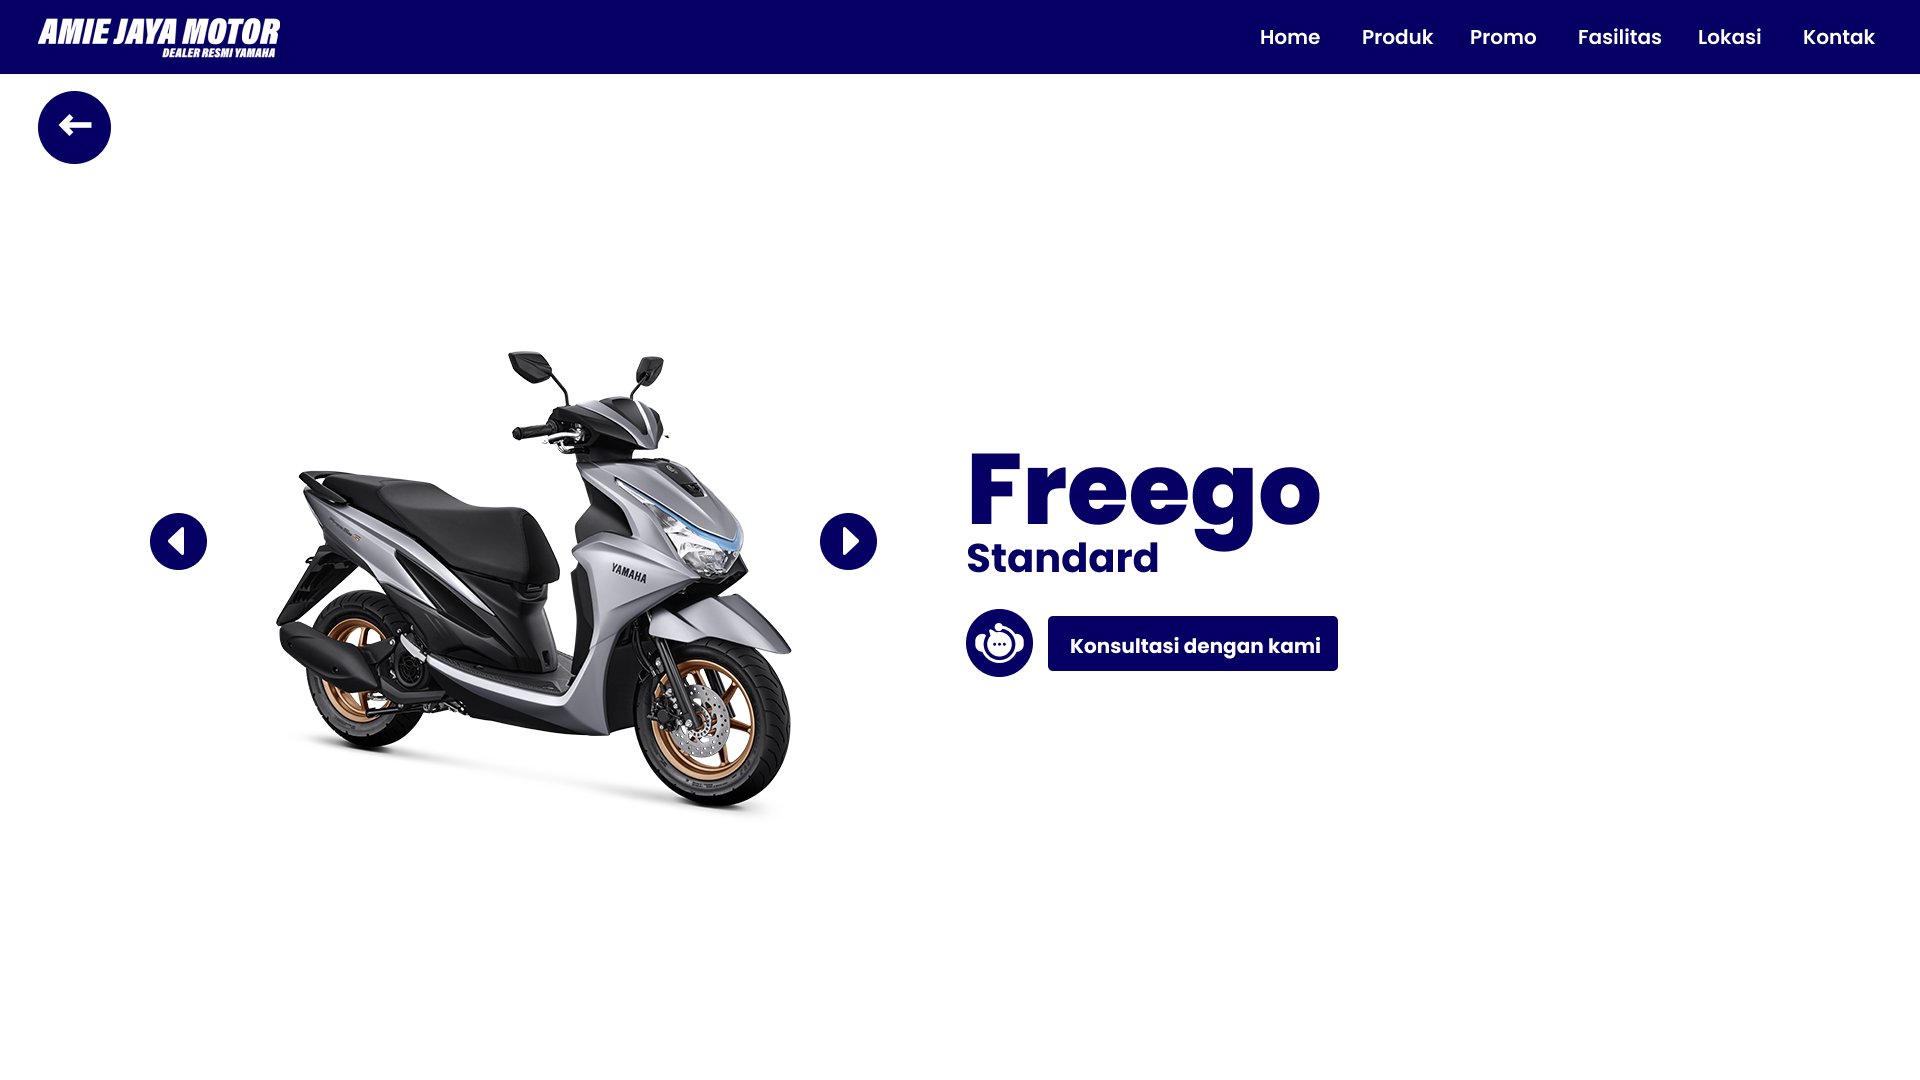 AMIE JAYA MOTOR
DEALER RESMI YAMAHA
Home Produk Promo Fasilitas Lokasi Kontak
YAMAHA
Freego
Standard
Konsultasi dengan kami